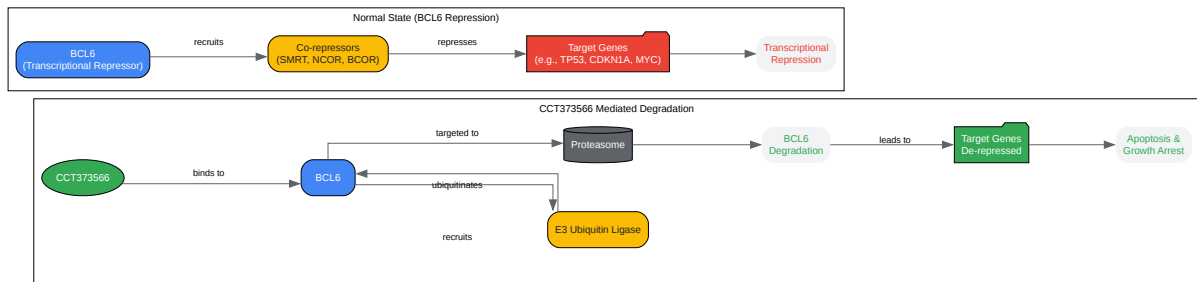 Normal State (BCL6 Repression)
BCL6
(Transcriptional Repressor)
recruits
Co-repressors
(SMRT, NCOR, BCOR)
represses
Target Genes
(e.g., TP53, CDKN1A, MYC)
Transcriptional
Repression
CCT373566 Mediated Degradation
CCT373566
binds to
BCL6
targeted to
Proteasome
ubiquitinates
recruits
E3 Ubiquitin Ligase
BCL6
Degradation
leads to
Target Genes
De-repressed
Apoptosis &
Growth Arrest